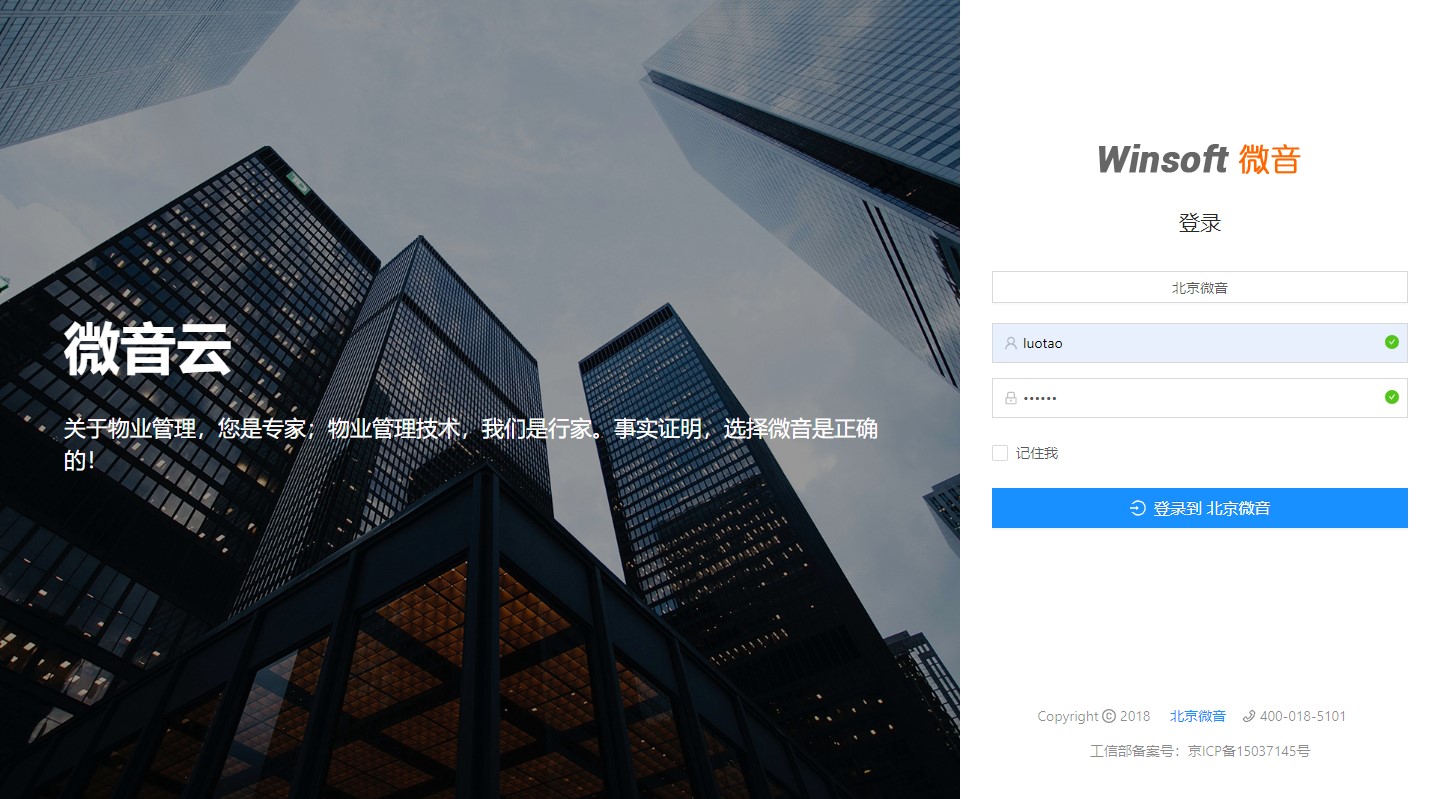 微音云
关于物业管理，您是专家；物业管理技术，我们是行家。事实证明，选择微音是正确
的！
Winsoft 微音
登录
北京微音
luotao
••••••
记住我
登录到 北京微音
Copyright © 2018 北京微音 400-018-5101
工信部备案号：京ICP备15037145号